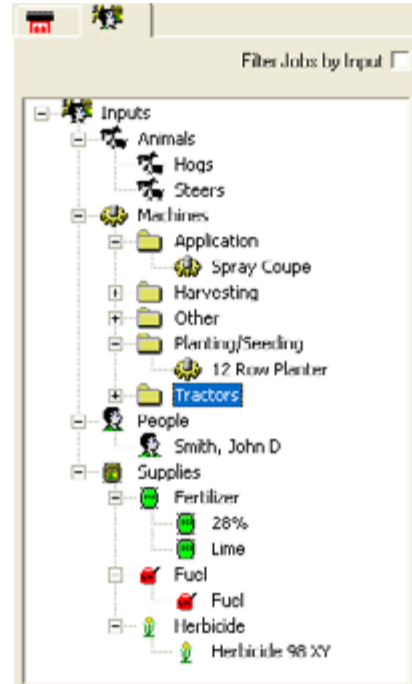 Filter Jobs by Input
Inputs
Animals
Hogs
Steers
Machines
Application
Spray Coupe
Harvesting
Other
Planting/Seeding
12 Row Planter
Tractors
People
Smith, John D
Supplies
Fertilizer
28%
Lime
Fuel
Fuel
Herbicide
Herbicide 98 XY